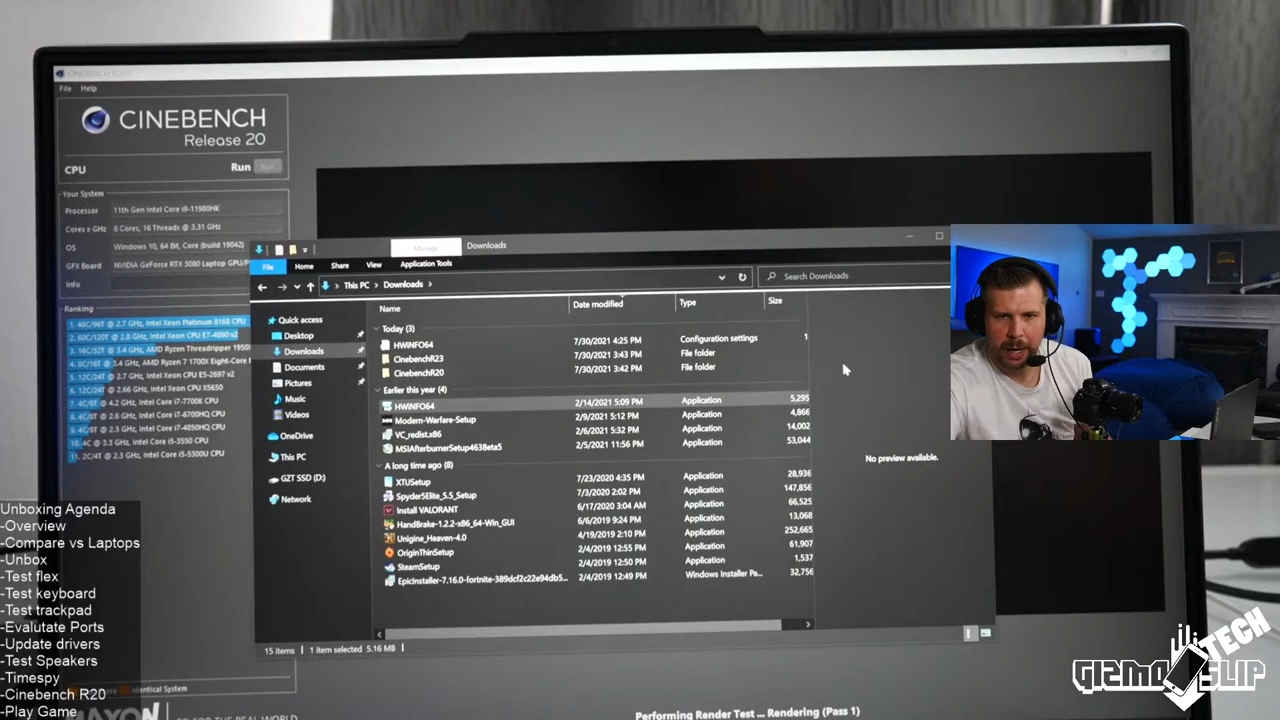 CINEBENCH R20.0
File Help
CINEBENCH
Release 20
CPU Run
Your System
Processor 11th Gen Intel Core i9-11980HK
Cores x GHz 8 Cores, 16 Threads @ 3.31 GHz
OS Windows 10, 64 Bit, Core (build 19042)
GFX Board NVIDIA GeForce RTX 3080 Laptop GPU/P
Info
Ranking
1. 48C/96T @ 2.7 GHz, Intel Xeon Platinum 8168 CPU
2. 60C/120T @ 2.8 GHz, Intel Xeon CPU E7-4890 v2
3. 16C/32T @ 3.4 GHz, AMD Ryzen Threadripper 1950
4. 8C/16T @ 3.4 GHz, AMD Ryzen 7 1700X Eight-Core
5. 12C/24T @ 2.7 GHz, Intel Xeon CPU E5-2697 v2
6. 12C/24T @ 2.66 GHz, Intel Xeon CPU X5650
7. 4C/8T @ 4.2 GHz, Intel Core i7-7700K CPU
8. 4C/8T @ 2.6 GHz, Intel Core i7-6700HQ CPU
9. 4C/8T @ 2.3 GHz, Intel Core i7-4850HQ CPU
10. 4C @ 3.3 GHz, Intel Core i5-3550 CPU
11. 2C/4T @ 2.3 GHz, Intel Core i5-5300U CPU
Identical System
Manage Downloads
File Home Share View Application Tools
This PC Downloads
Search Downloads
Quick access
Desktop
Downloads
Documents
Pictures
Music
Videos
OneDrive
This PC
GZT SSD (D:)
Network
Name Date modified Type Size
Today (3)
HWINFO64 7/30/2021 4:25 PM Configuration settings 1
CinebenchR23 7/30/2021 3:43 PM File folder
CinebenchR20 7/30/2021 3:42 PM File folder
Earlier this year (4)
HWINFO64 2/14/2021 5:09 PM Application 5,295
Modern-Warfare-Setup 2/9/2021 5:12 PM Application 4,866
VC_redist.x86 2/6/2021 5:32 PM Application 14,002
MSIAfterburnerSetup4638eta5 2/5/2021 11:56 PM Application 53,044
A long time ago (8)
XTUSetup 7/23/2020 4:35 PM Application 28,936
Spyder5Elite_5.5_Setup 7/3/2020 2:02 PM Application 147,856
Install VALORANT 6/17/2020 3:04 AM Application 66,525
HandBrake-1.2.2-x86_64-Win_GUI 6/6/2019 9:24 PM Application 13,068
Unigine_Heaven-4.0 4/19/2019 2:10 PM Application 252,665
OriginThinSetup 2/4/2019 12:55 PM Application 61,907
SteamSetup 2/4/2019 12:50 PM Application 1,537
EpicInstaller-7.16.0-fortnite-389dcf2c22e94db5... 2/4/2019 12:49 PM Windows Installer Pa... 32,756
No preview available.
15 items 1 item selected 5.16 MB
Performing Render Test ... Rendering (Pass 1)
Unboxing Agenda
-Overview
-Compare vs Laptops
-Unbox
-Test flex
-Test keyboard
-Test trackpad
-Evalutate Ports
-Update drivers
-Test Speakers
-Timespy
-Cinebench R20
-Play Game
GIZMO SLIP
TECH